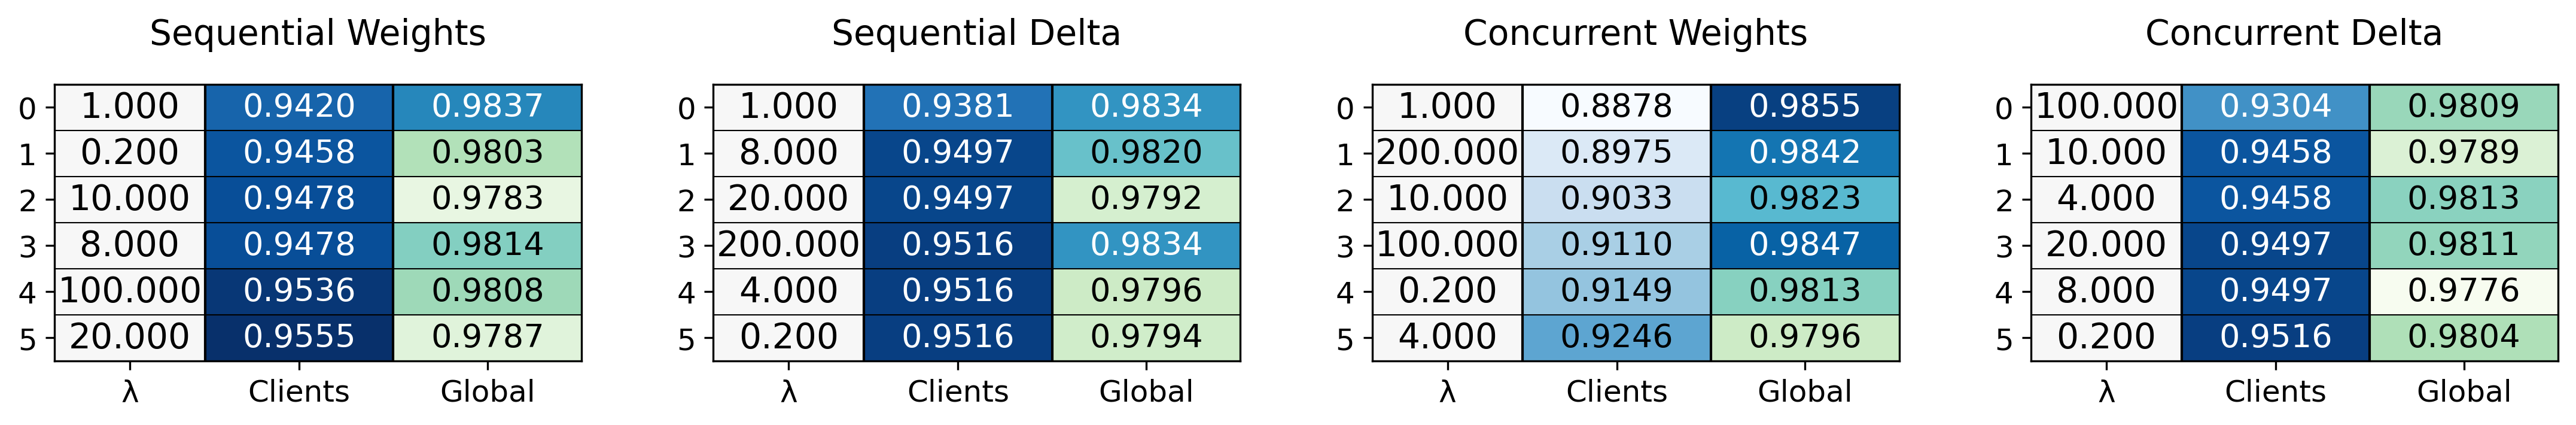 Sequential Weights
0 1.000 0.9420 0.9837
1 0.200 0.9458 0.9803
2 10.000 0.9478 0.9783
3 8.000 0.9478 0.9814
4 100.000 0.9536 0.9808
5 20.000 0.9555 0.9787
λ Clients Global
Sequential Delta
0 1.000 0.9381 0.9834
1 8.000 0.9497 0.9820
2 20.000 0.9497 0.9792
3 200.000 0.9516 0.9834
4 4.000 0.9516 0.9796
5 0.200 0.9516 0.9794
λ Clients Global
Concurrent Weights
0 1.000 0.8878 0.9855
1 200.000 0.8975 0.9842
2 10.000 0.9033 0.9823
3 100.000 0.9110 0.9847
4 0.200 0.9149 0.9813
5 4.000 0.9246 0.9796
λ Clients Global
Concurrent Delta
0 100.000 0.9304 0.9809
1 10.000 0.9458 0.9789
2 4.000 0.9458 0.9813
3 20.000 0.9497 0.9811
4 8.000 0.9497 0.9776
5 0.200 0.9516 0.9804
λ Clients Global